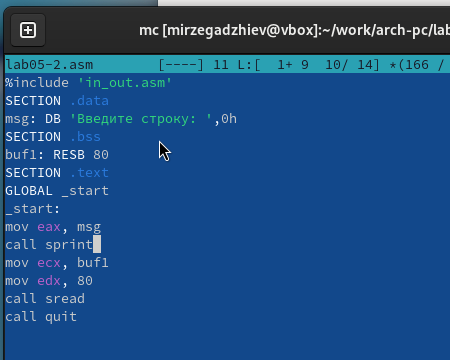 mc [mirzegadzhiev@vbox]:~/work/arch-pc/lab
lab05-2.asm [----] 11 L:[ 1+ 9 10/ 14] *(166 /
%include 'in_out.asm'
SECTION .data
msg: DB 'Введите строку: ',0h
SECTION .bss
buf1: RESB 80
SECTION .text
GLOBAL _start
_start:
mov eax, msg
call sprint
mov ecx, buf1
mov edx, 80
call sread
call quit